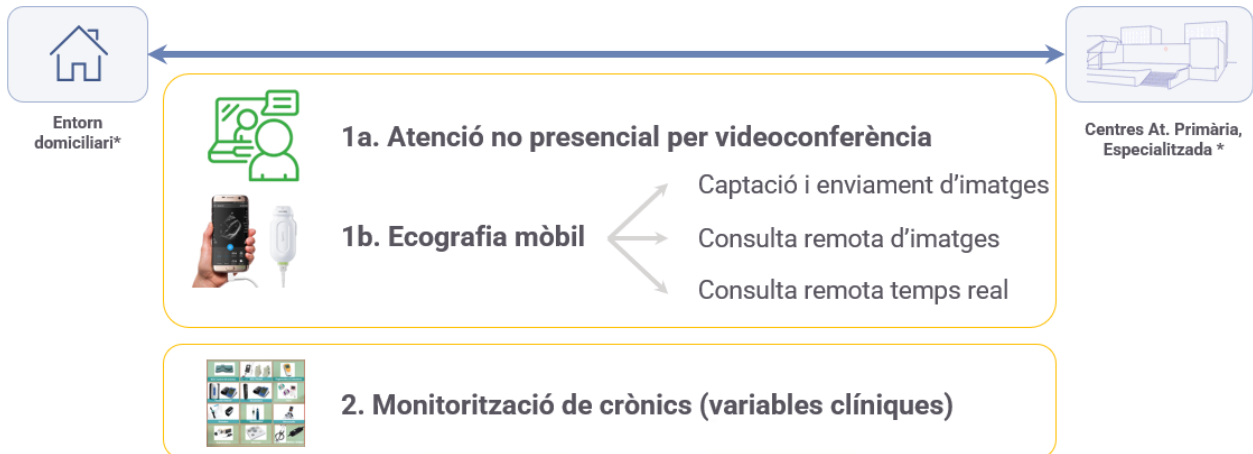 Entorn
domiciliari*
Centres At. Primària,
Especialitzada *
1a. Atenció no presencial per videoconferència
1b. Ecografia mòbil
Captació i enviament d'imatges
Consulta remota d'imatges
Consulta remota temps real
2. Monitorització de crònics (variables clíniques)